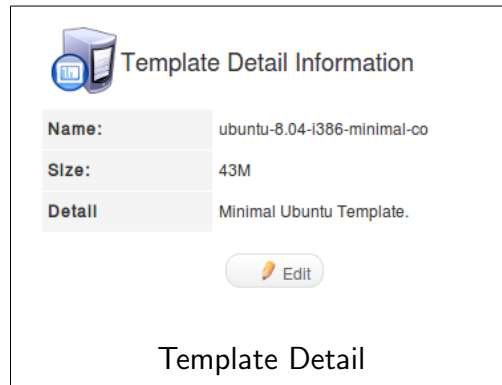 Template Detail Information
Name: ubuntu-8.04-i386-minimal-co
Size: 43M
Detail Minimal Ubuntu Template.
Edit
Template Detail